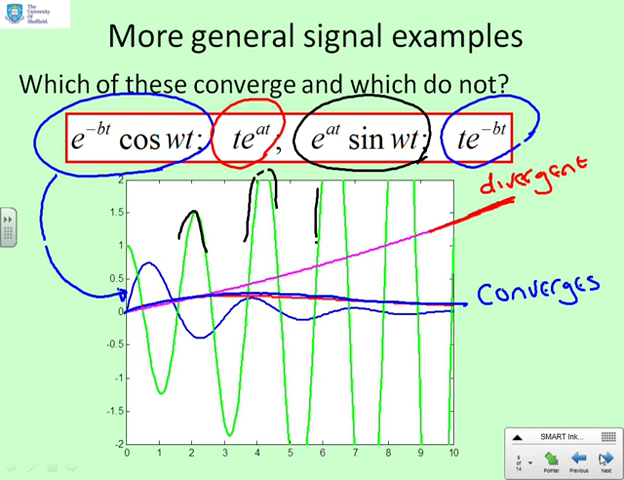 The
University
Of
Sheffield.
More general signal examples
Which of these converge and which do not?
e^{-bt} cos wt; te^{at}; e^{at} sin wt; te^{-bt}
divergent
Converges
2
1.5
1
0.5
0
-0.5
-1
-1.5
-2
0 1 2 3 4 5 6 7 8 9 10
SMART Ink...
9
of
14
Pointer Previous Next